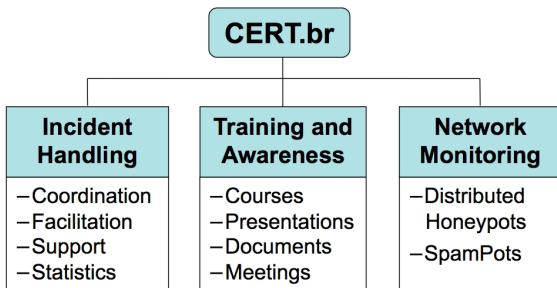 CERT.br
Incident
Handling
–Coordination
–Facilitation
–Support
–Statistics
Training and
Awareness
–Courses
–Presentations
–Documents
–Meetings
Network
Monitoring
–Distributed
Honeypots
–SpamPots